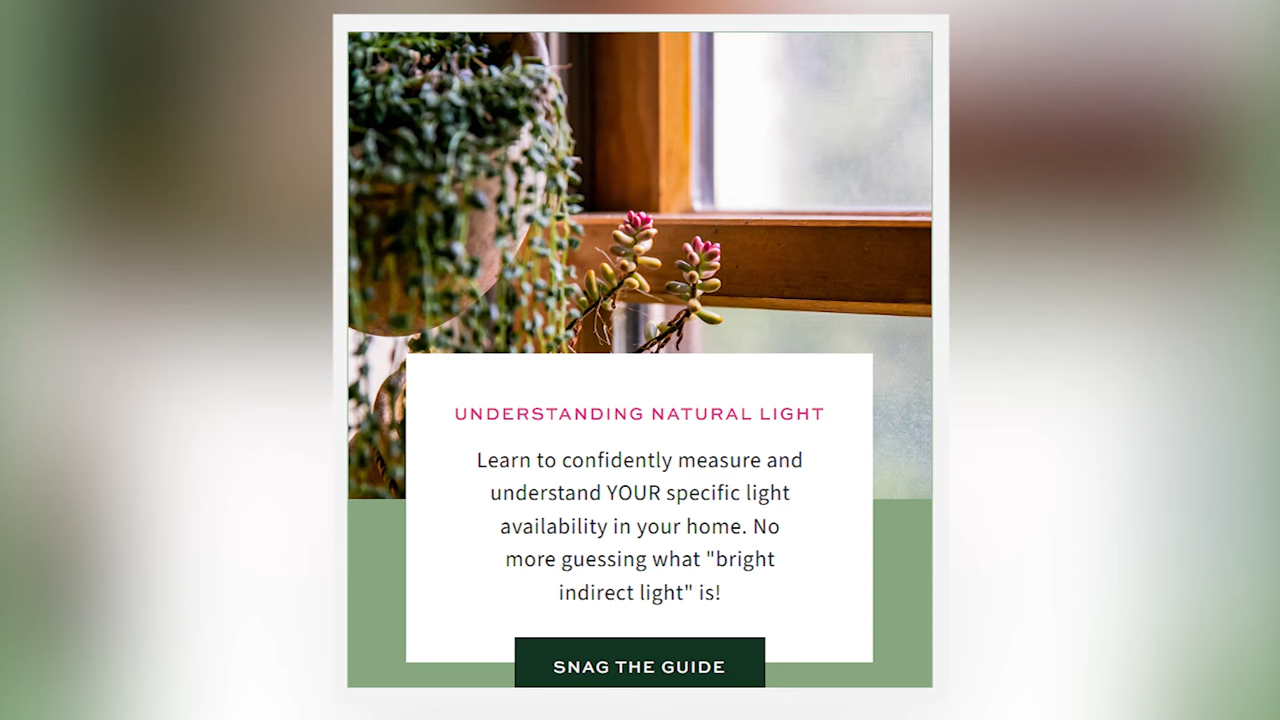 UNDERSTANDING NATURAL LIGHT
Learn to confidently measure and
understand YOUR specific light
availability in your home. No
more guessing what "bright
indirect light" is!
SNAG THE GUIDE